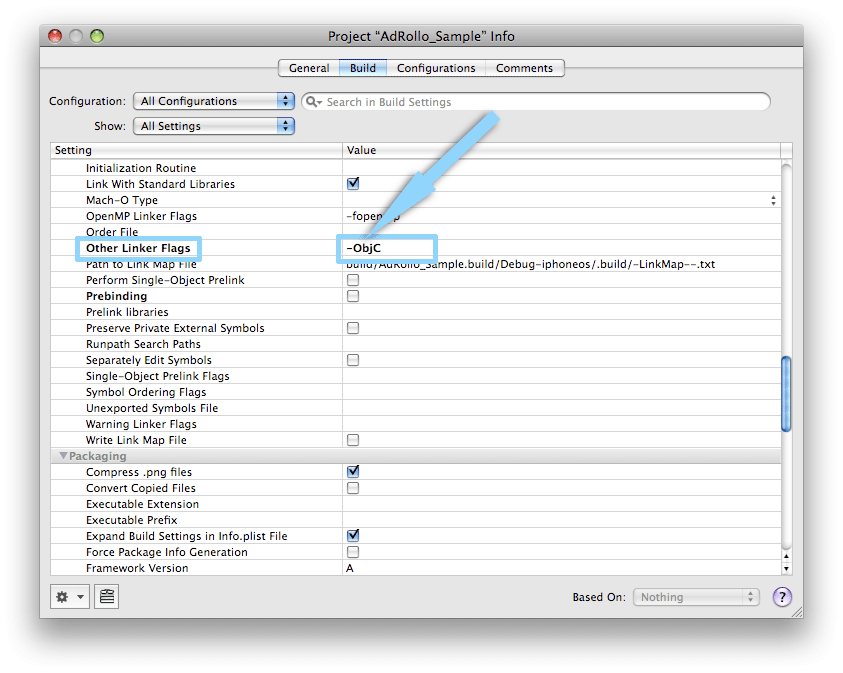 Project “AdRollo_Sample” Info
General Build Configurations Comments
Configuration: All Configurations Search in Build Settings
Show: All Settings
Setting Value
Initialization Routine
Link With Standard Libraries
Mach-O Type
OpenMP Linker Flags
Order File
Other Linker Flags -ObjC
Path to Link Map File build/AdRollo_Sample.build/Debug-iphoneos/.build/-LinkMap--.txt
Perform Single-Object Prelink
Prebinding
Prelink libraries
Preserve Private External Symbols
Runpath Search Paths
Separately Edit Symbols
Single-Object Prelink Flags
Symbol Ordering Flags
Unexported Symbols File
Warning Linker Flags
Write Link Map File
Packaging
Compress .png files
Convert Copied Files
Executable Extension
Executable Prefix
Expand Build Settings in Info.plist File
Force Package Info Generation
Framework Version A
Based On: Nothing ?